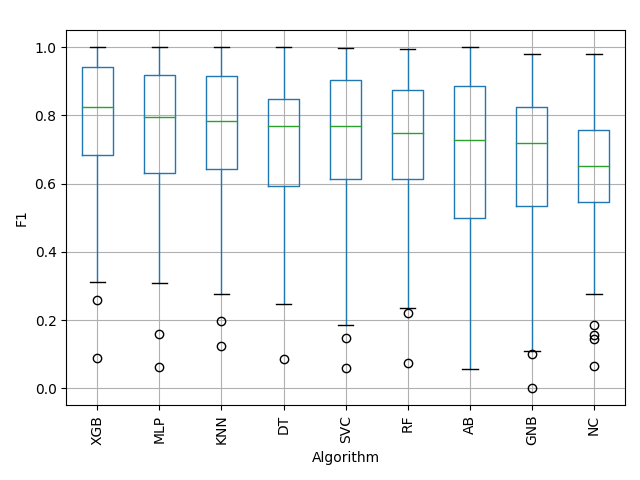 1.0
0.8
0.6
0.4
0.2
0.0
F1
XGB
MLP
KNN
DT
SVC
RF
AB
GNB
NC
Algorithm